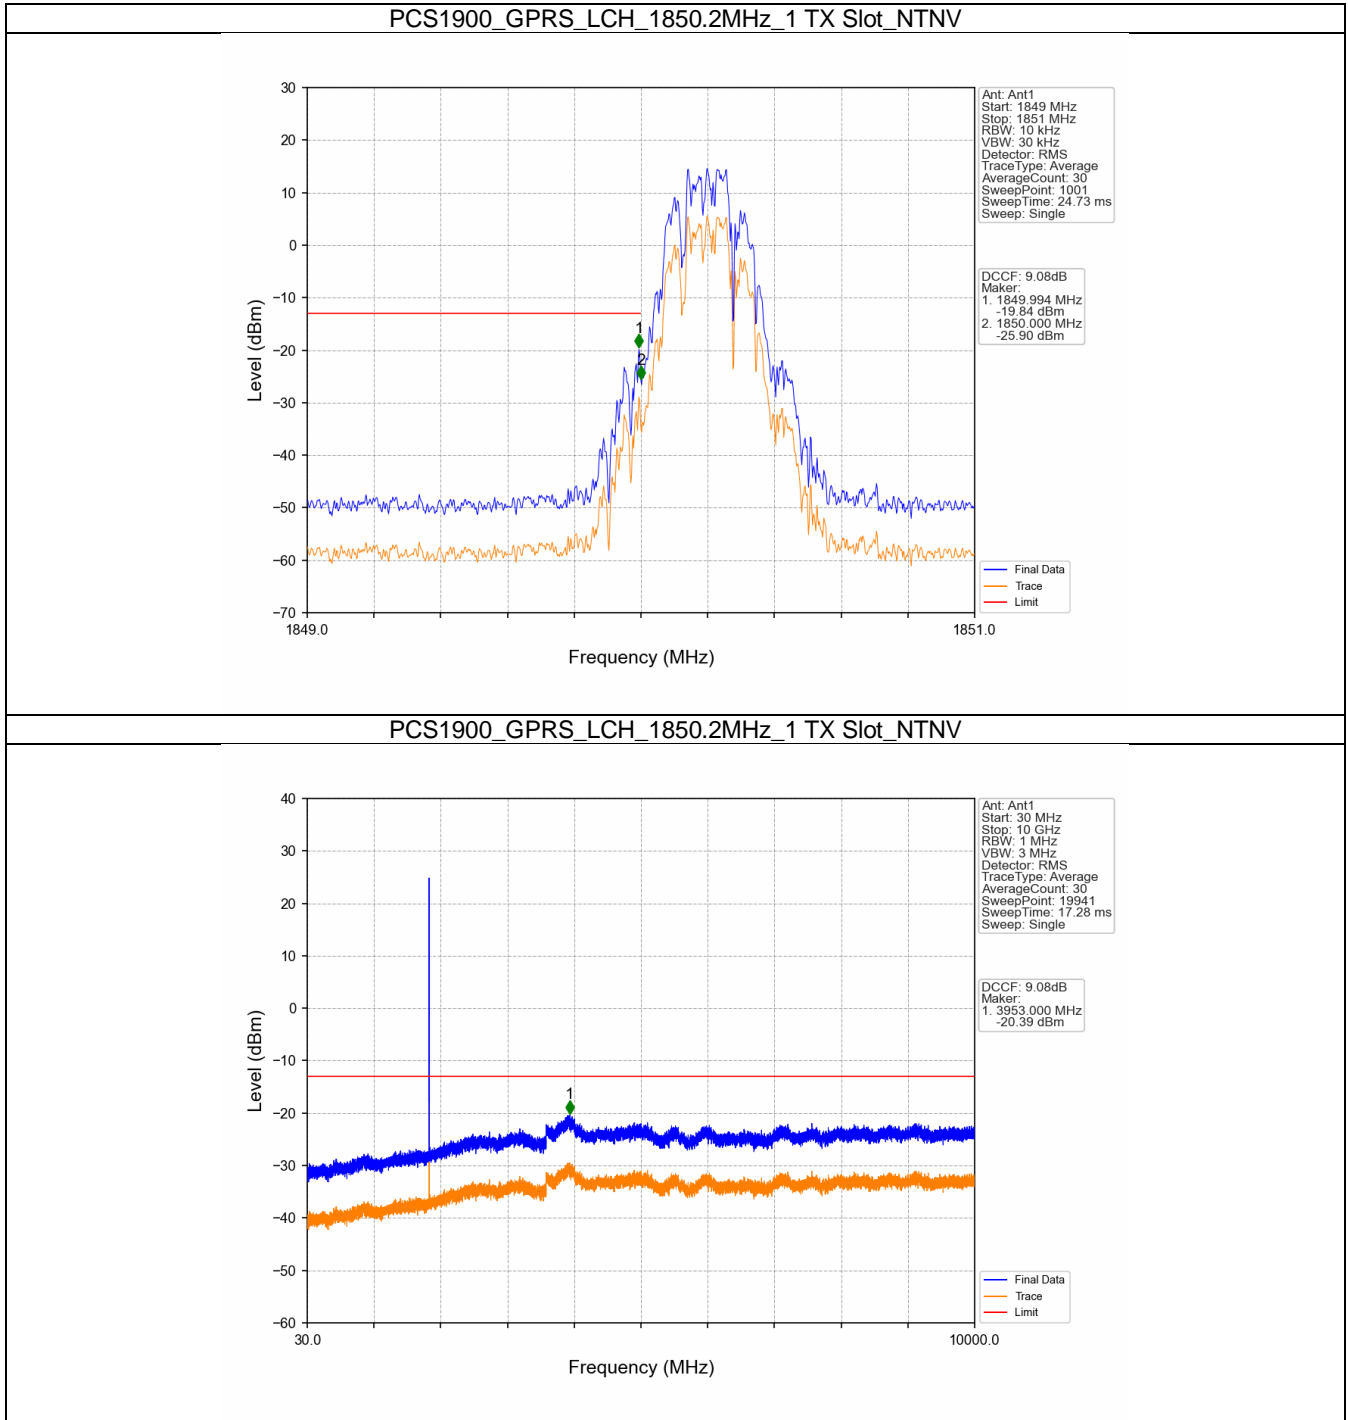 PCS1900_GPRS_LCH_1850.2MHz_1 TX Slot_NTNV
30
20
10
0
−10
−20
−30
−40
−50
−60
−70
Level (dBm)
1
2
1849.0
1851.0
Frequency (MHz)
Ant: Ant1
Start: 1849 MHz
Stop: 1851 MHz
RBW: 10 kHz
VBW: 30 kHz
Detector: RMS
TraceType: Average
AverageCount: 30
SweepPoint: 1001
SweepTime: 24.73 ms
Sweep: Single
DCCF: 9.08dB
Maker:
1. 1849.994 MHz
-19.84 dBm
2. 1850.000 MHz
-25.90 dBm
Final Data
Trace
Limit
PCS1900_GPRS_LCH_1850.2MHz_1 TX Slot_NTNV
40
30
20
10
0
−10
−20
−30
−40
−50
−60
Level (dBm)
1
30.0
10000.0
Frequency (MHz)
Ant: Ant1
Start: 30 MHz
Stop: 10 GHz
RBW: 1 MHz
VBW: 3 MHz
Detector: RMS
TraceType: Average
AverageCount: 30
SweepPoint: 19941
SweepTime: 17.28 ms
Sweep: Single
DCCF: 9.08dB
Maker:
1. 3953.000 MHz
-20.39 dBm
Final Data
Trace
Limit